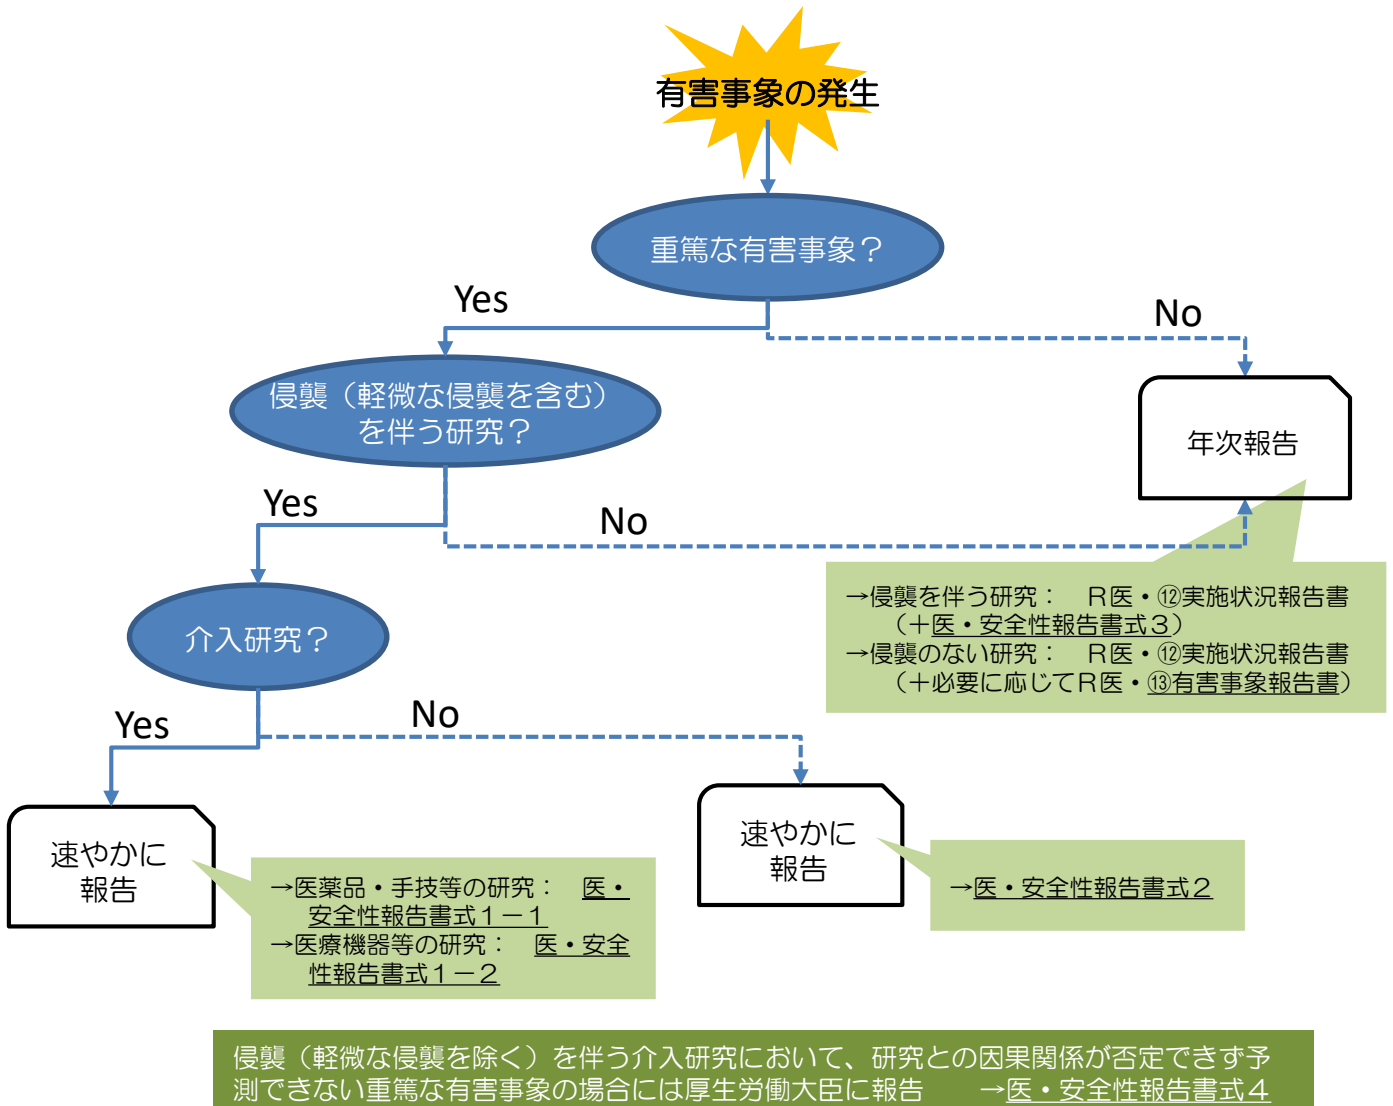 有害事象の発生
重篤な有害事象？
Yes
No
侵襲（軽微な侵襲を含む）
を伴う研究？
年次報告
Yes
No
→侵襲を伴う研究：　Ｒ医・⑫実施状況報告書
（＋医・安全性報告書式３）
→侵襲のない研究：　Ｒ医・⑫実施状況報告書
（＋必要に応じてＲ医・⑬有害事象報告書）
介入研究？
Yes
No
速やかに
報告
→医薬品・手技等の研究：　医・
安全性報告書式１－１
→医療機器等の研究：　医・安全
性報告書式１－２
速やかに
報告
→医・安全性報告書式２
侵襲（軽微な侵襲を除く）を伴う介入研究において、研究との因果関係が否定できず予
測できない重篤な有害事象の場合には厚生労働大臣に報告　　→医・安全性報告書式４